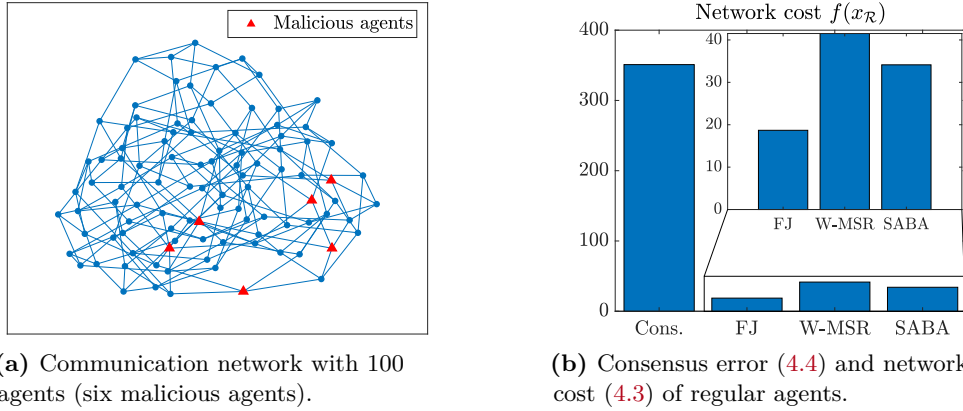 Malicious agents
(a) Communication network with 100
agents (six malicious agents).
Network cost f(x_R)
400
300
200
100
0
40
30
20
10
0
FJ W-MSR SABA
Cons. FJ W-MSR SABA
(b) Consensus error (4.4) and network
cost (4.3) of regular agents.